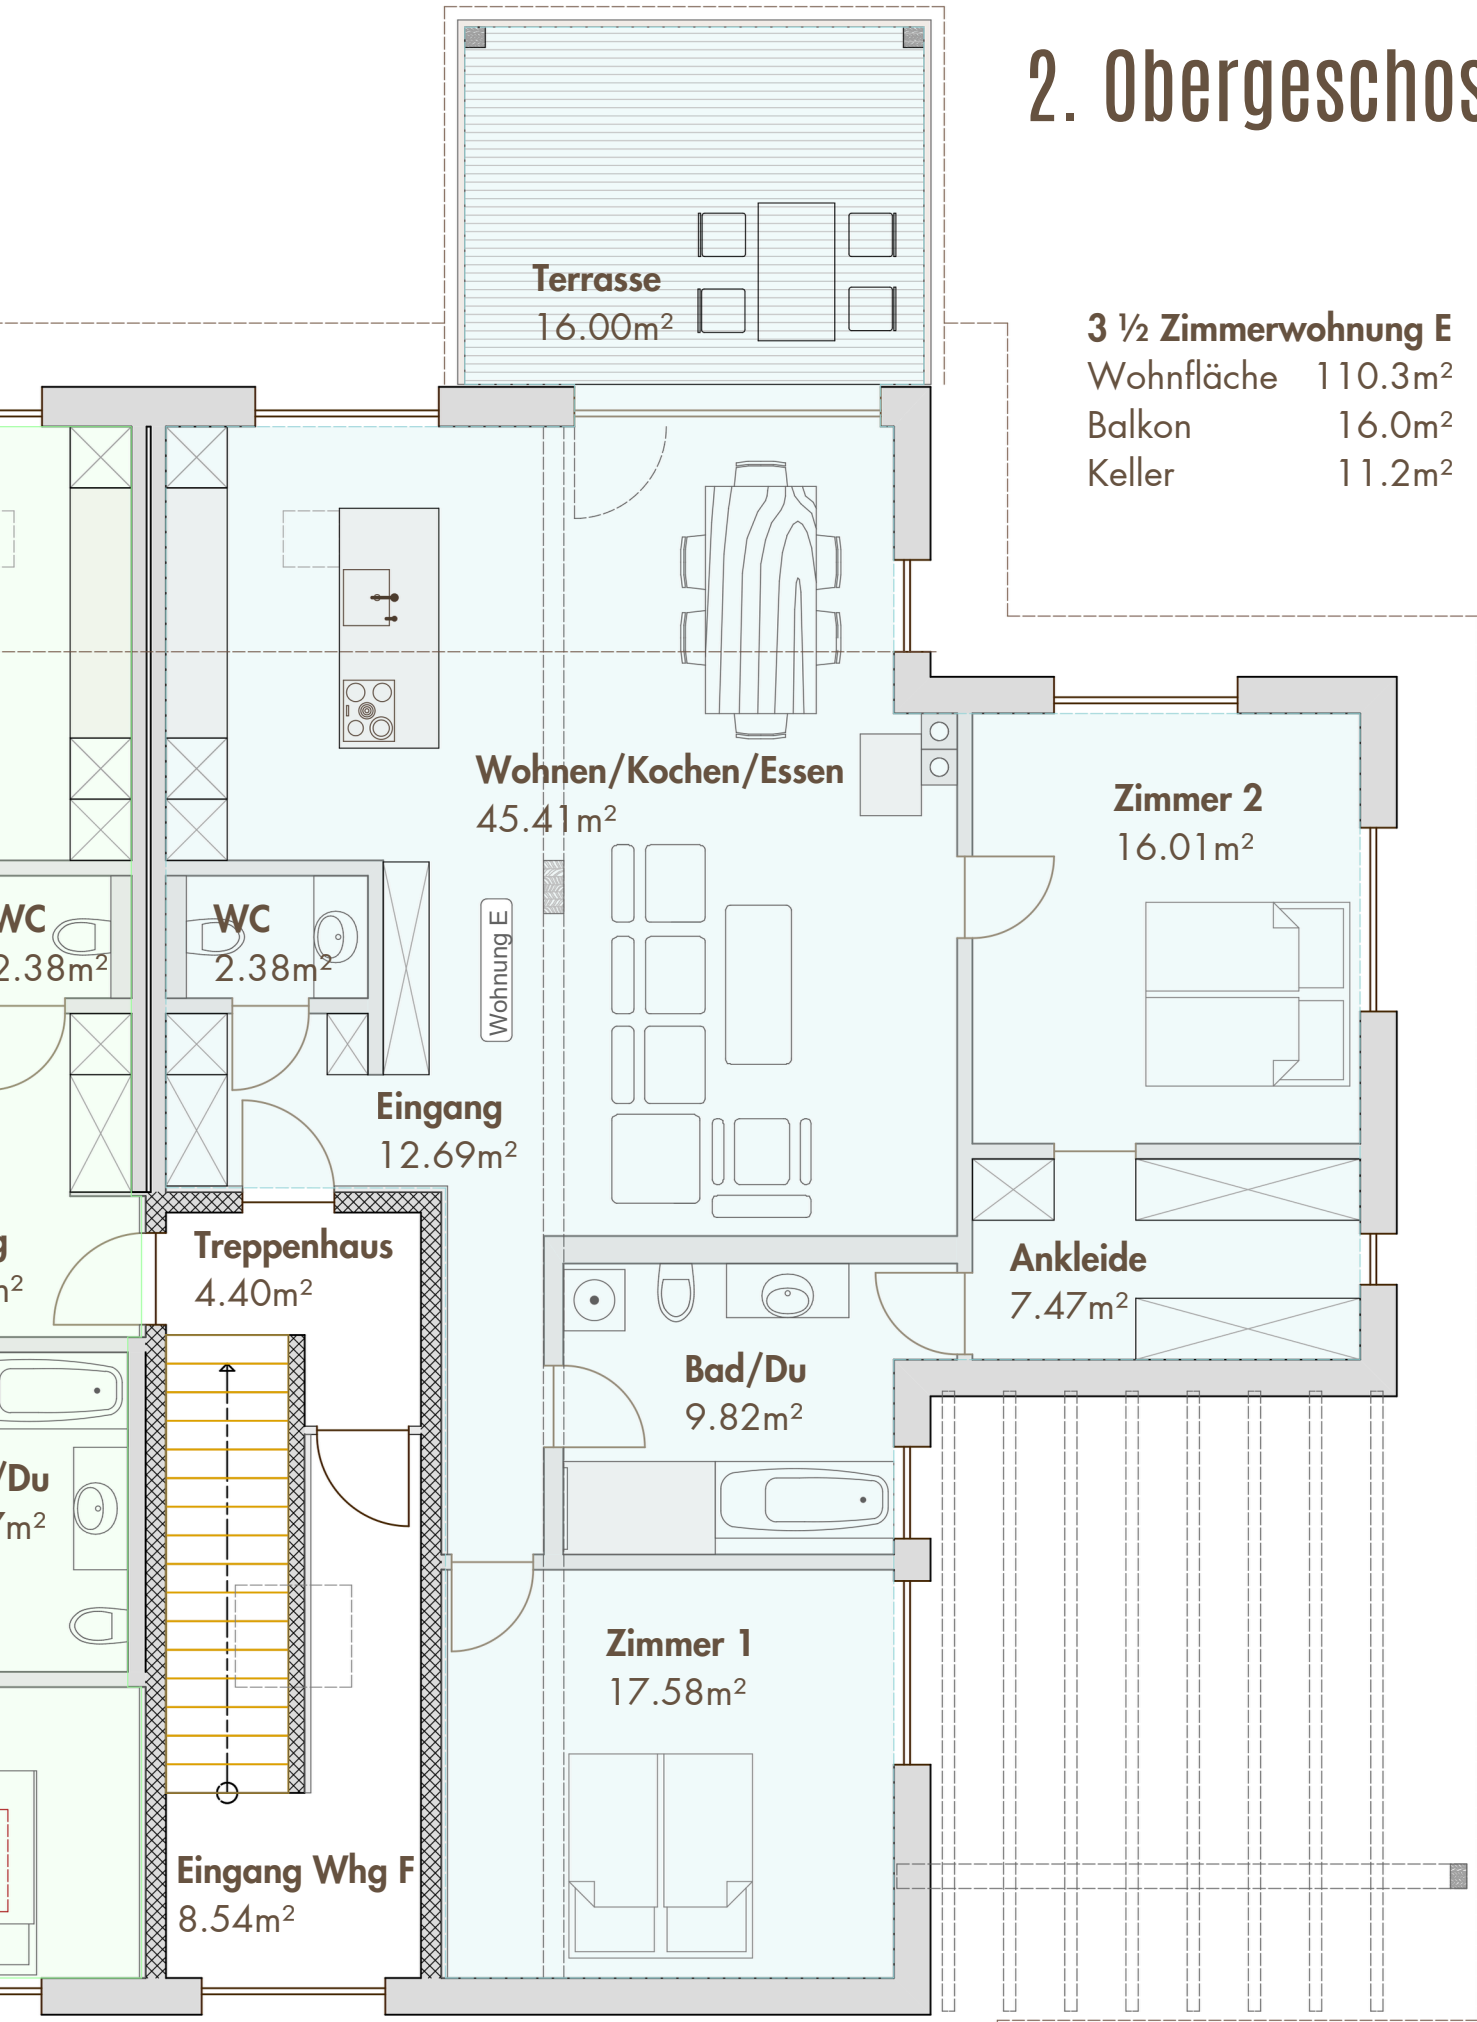 2. Obergeschos
Terrasse
16.00m²
3 ½ Zimmerwohnung E
Wohnfläche 110.3m²
Balkon 16.0m²
Keller 11.2m²
Wohnen/Kochen/Essen
45.41m²
Zimmer 2
16.01m²
WC
2.38m²
WC
2.38m²
Wohnung E
Eingang
12.69m²
g
m²
Treppenhaus
4.40m²
Ankleide
7.47m²
Bad/Du
9.82m²
/Du
7m²
Zimmer 1
17.58m²
Eingang Whg F
8.54m²